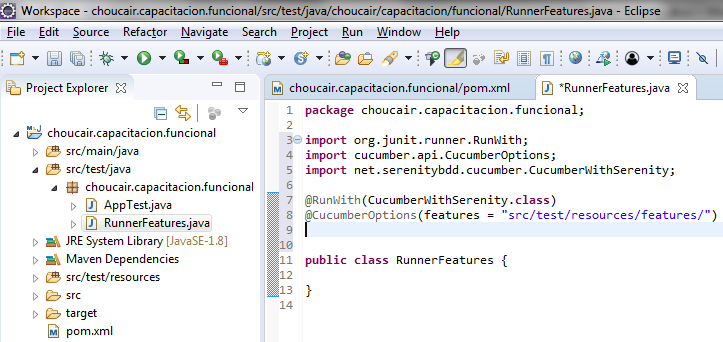 Workspace - choucair.capacitacion.funcional/src/test/java/choucair/capacitacion/funcional/RunnerFeatures.java - Eclipse
File Edit Source Refactor Navigate Search Project Run Window Help
Project Explorer
choucair.capacitacion.funcional
src/main/java
src/test/java
choucair.capacitacion.funcional
AppTest.java
RunnerFeatures.java
JRE System Library [JavaSE-1.8]
Maven Dependencies
src/test/resources
src
target
pom.xml
choucair.capacitacion.funcional/pom.xml
*RunnerFeatures.java
1 package choucair.capacitacion.funcional;
2
3 import org.junit.runner.RunWith;
4 import cucumber.api.CucumberOptions;
5 import net.serenitybdd.cucumber.CucumberWithSerenity;
6
7 @RunWith(CucumberWithSerenity.class)
8 @CucumberOptions(features = "src/test/resources/features/")
9
10
11 public class RunnerFeatures {
12
13 }
14